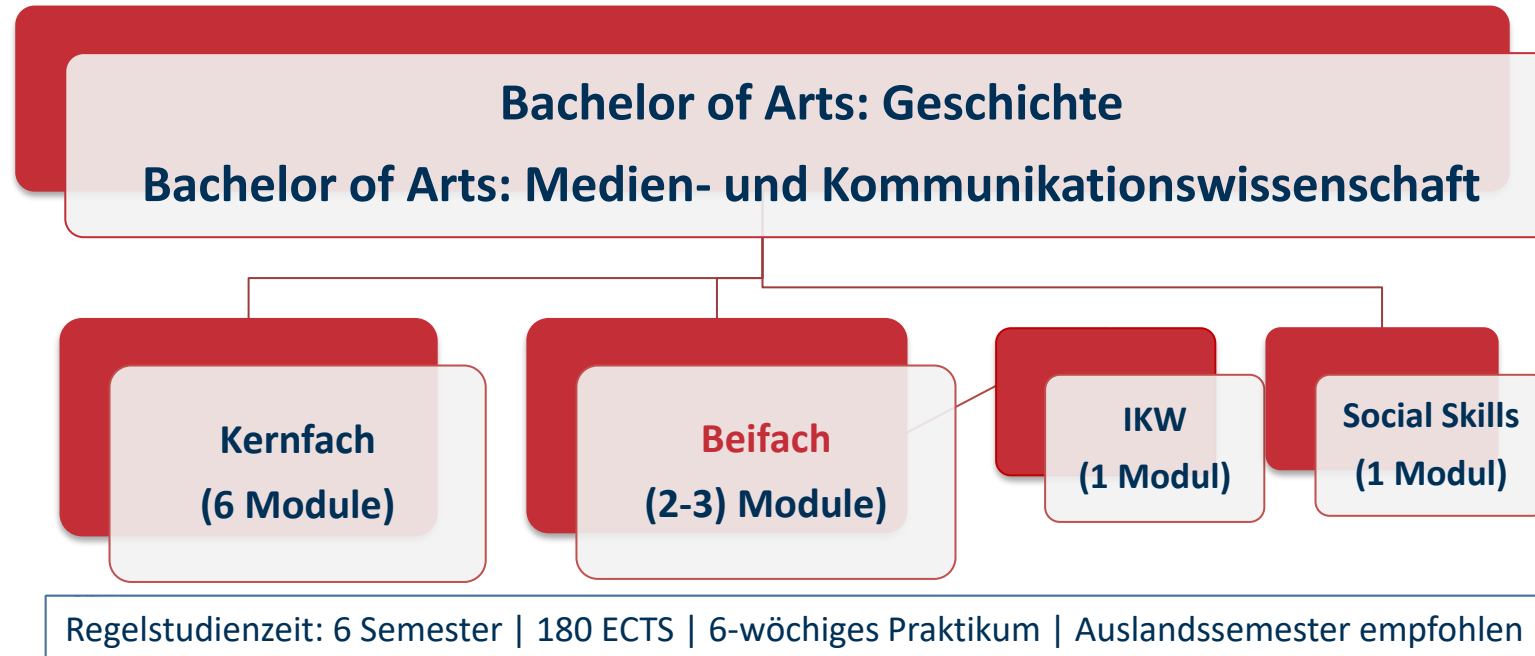 Bachelor of Arts: Geschichte
Bachelor of Arts: Medien- und Kommunikationswissenschaft
Kernfach
(6 Module)
Beifach
(2-3) Module)
IKW
(1 Modul)
Social Skills
(1 Modul)
Regelstudienzeit: 6 Semester | 180 ECTS | 6-wöchiges Praktikum | Auslandssemester empfohlen